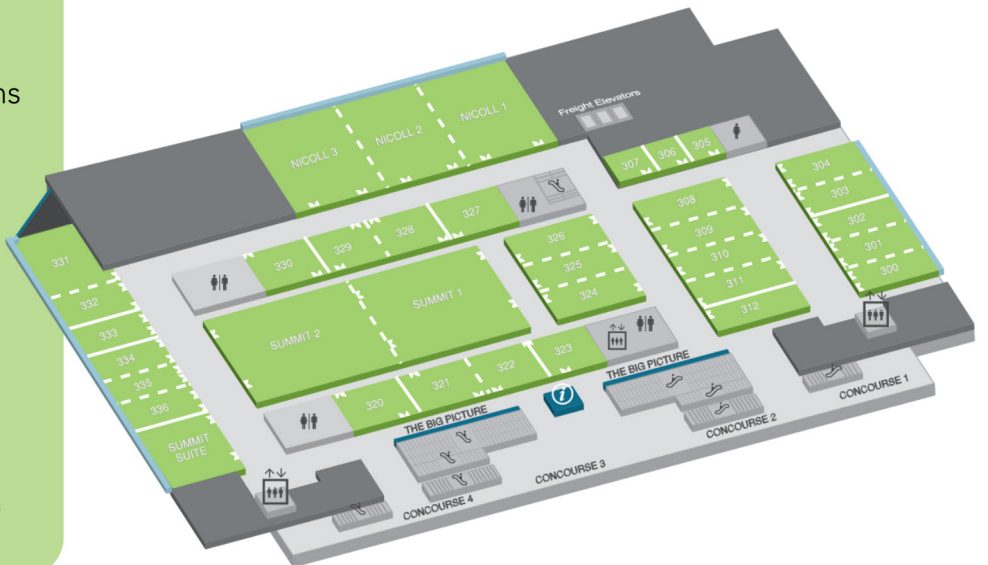 ns
Freight Elevators
NICOLL 1
NICOLL 2
NICOLL 3
305
306
307
304
303
302
301
300
308
309
310
311
312
327
328
329
330
326
325
324
SUMMIT 1
SUMMIT 2
331
332
333
334
335
336
SUMMIT
SUITE
323
322
321
320
THE BIG PICTURE
THE BIG PICTURE
i
CONCOURSE 1
CONCOURSE 2
CONCOURSE 3
CONCOURSE 4